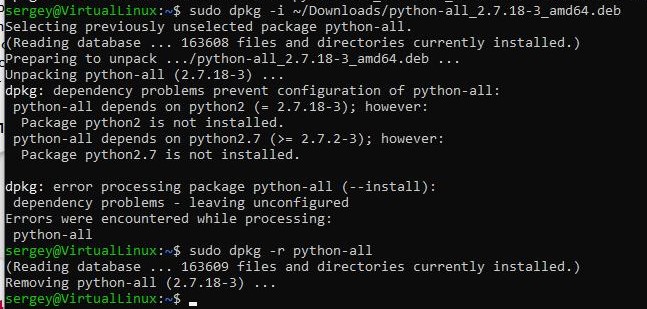 sergey@VirtualLinux:~$ sudo dpkg -i ~/Downloads/python-all_2.7.18-3_amd64.deb
Selecting previously unselected package python-all.
(Reading database ... 163608 files and directories currently installed.)
Preparing to unpack .../python-all_2.7.18-3_amd64.deb ...
Unpacking python-all (2.7.18-3) ...
dpkg: dependency problems prevent configuration of python-all:
 python-all depends on python2 (= 2.7.18-3); however:
  Package python2 is not installed.
 python-all depends on python2.7 (>= 2.7.2-3); however:
  Package python2.7 is not installed.

dpkg: error processing package python-all (--install):
 dependency problems - leaving unconfigured
Errors were encountered while processing:
 python-all
sergey@VirtualLinux:~$ sudo dpkg -r python-all
(Reading database ... 163609 files and directories currently installed.)
Removing python-all (2.7.18-3) ...
sergey@VirtualLinux:~$